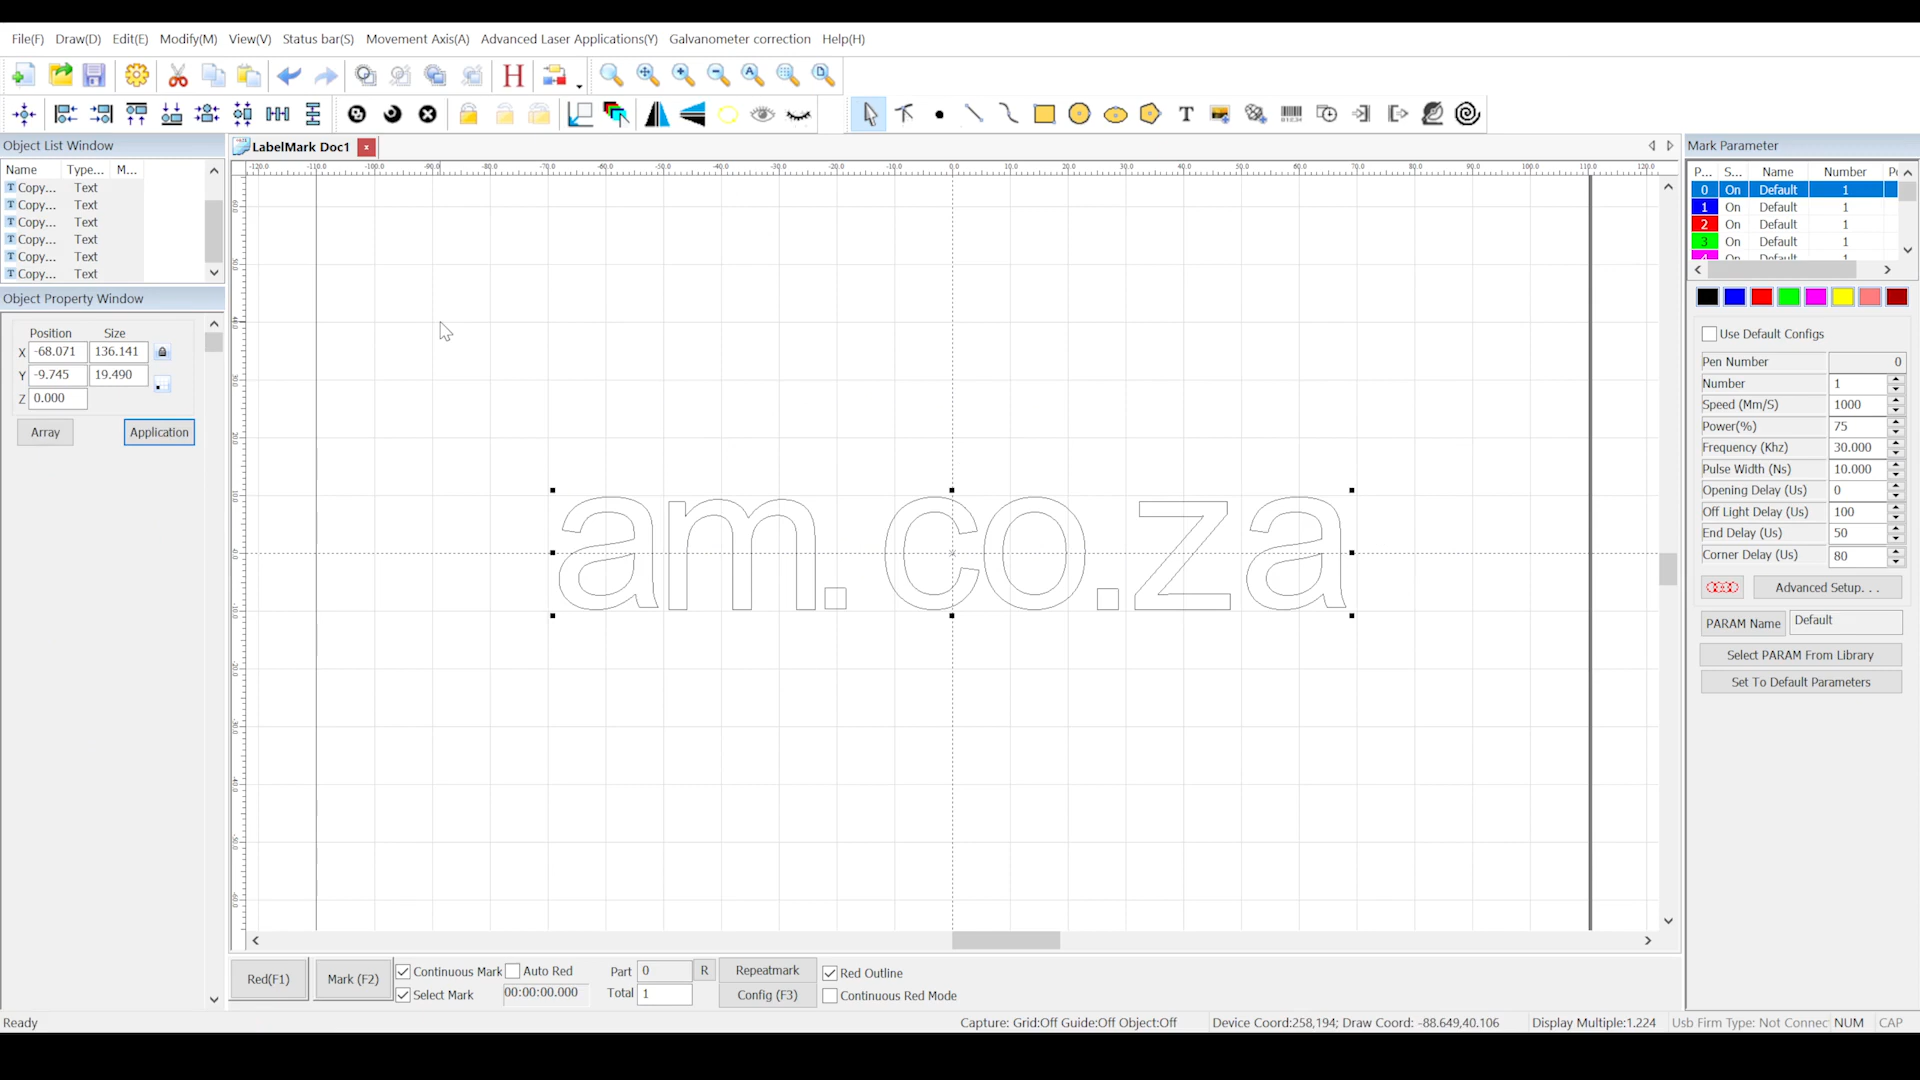 File(F) Draw(D) Edit(E) Modify(M) View(V) Status bar(S) Movement Axis(A) Advanced Laser Applications(Y) Galvanometer correction Help(H)
Object List Window
LabelMark Doc1
Mark Parameter
Name Type... M...
Copy... Text
Copy... Text
Copy... Text
Copy... Text
Copy... Text
Copy... Text
P... S... Name Number
0 On Default 1
1 On Default 1
2 On Default 1
3 On Default 1
4 On Default 1
Object Property Window
Position Size
X -68.071 136.141
Y -9.745 19.490
Z 0.000
Array Application
am.co.za
Use Default Configs
Pen Number 0
Number 1
Speed (Mm/S) 1000
Power(%) 75
Frequency (Khz) 30.000
Pulse Width (Ns) 10.000
Opening Delay (Us) 0
Off Light Delay (Us) 100
End Delay (Us) 50
Corner Delay (Us) 80
Advanced Setup. . .
PARAM Name Default
Select PARAM From Library
Set To Default Parameters
Red(F1) Mark (F2)
Continuous Mark Auto Red Part 0 R Repeatmark Red Outline
Select Mark 00:00:00.000 Total 1 Config (F3) Continuous Red Mode
Ready Capture: Grid:Off Guide:Off Object:Off Device Coord:258,194; Draw Coord: -88.649,40.106 Display Multiple:1.224 Usb Firm Type: Not Connec NUM CAP